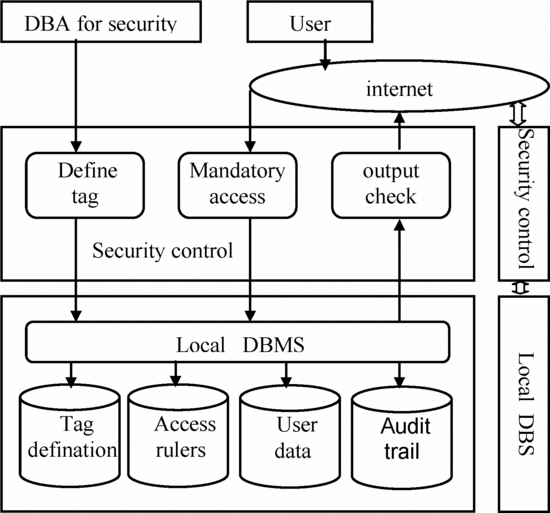 DBA for security
User
internet
Define
tag
Mandatory
access
output
check
Security control
Security control
Local DBMS
Tag
defination
Access
rulers
User
data
Audit
trail
Local DBS